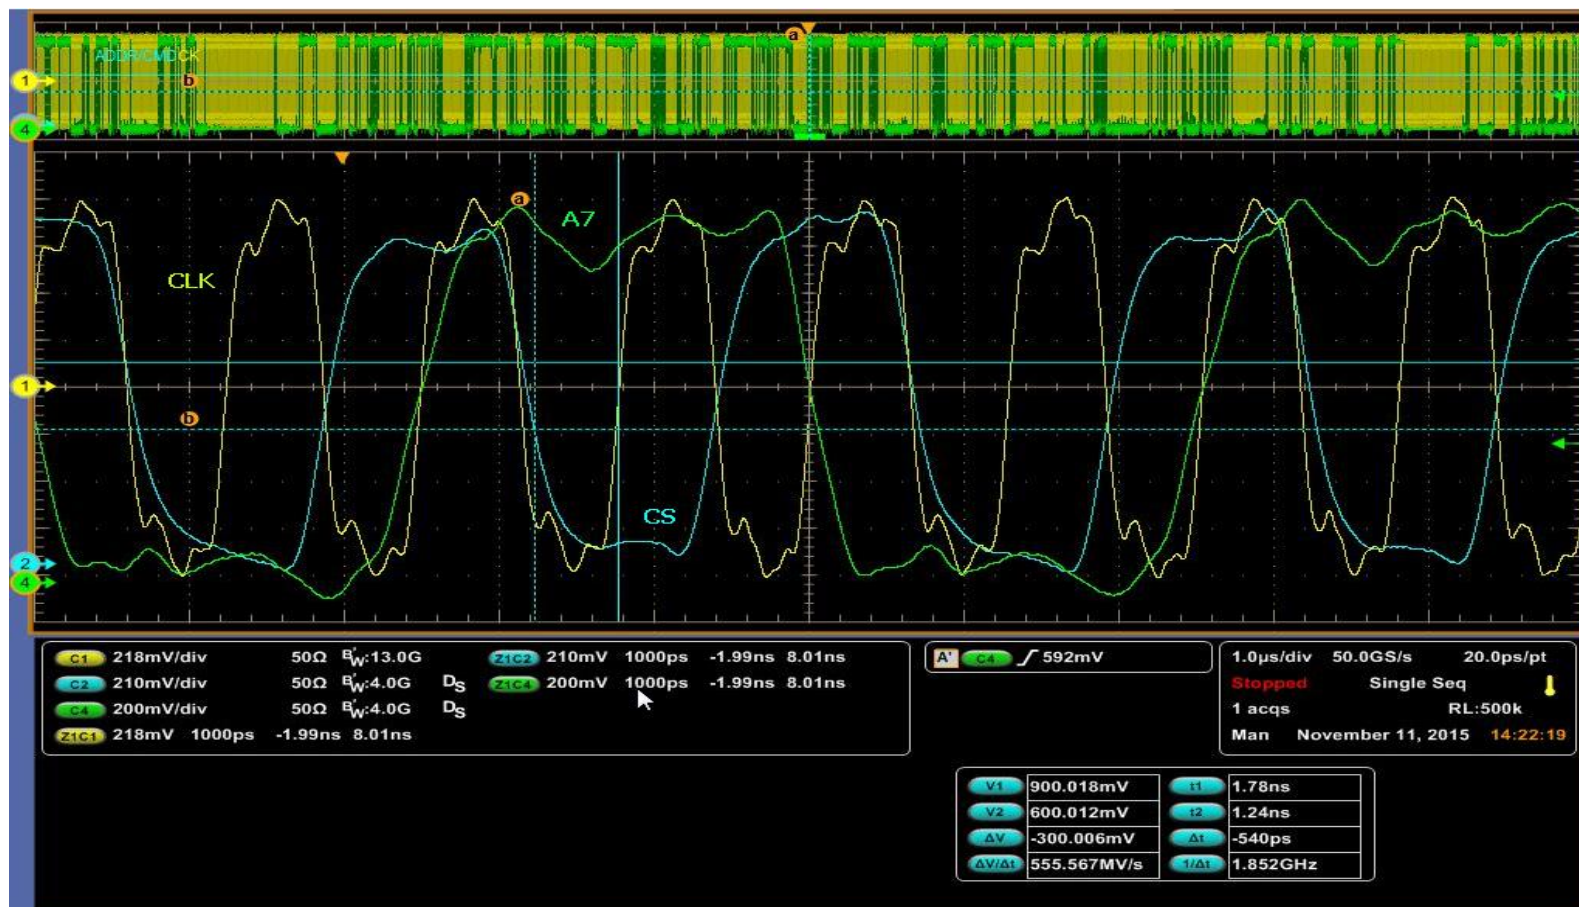 a
ADDR/CMD CK
1
b
4
a
A7
CLK
1
b
CS
2
4
C1 218mV/div 50Ω BW:13.0G Z1C2 210mV 1000ps -1.99ns 8.01ns
C2 210mV/div 50Ω BW:4.0G DS Z1C4 200mV 1000ps -1.99ns 8.01ns
C4 200mV/div 50Ω BW:4.0G DS
Z1C1 218mV 1000ps -1.99ns 8.01ns
A' C4 592mV
1.0µs/div 50.0GS/s 20.0ps/pt
Stopped Single Seq
1 acqs RL:500k
Man November 11, 2015 14:22:19
V1 900.018mV t1 1.78ns
V2 600.012mV t2 1.24ns
ΔV -300.006mV Δt -540ps
ΔV/Δt 555.567MV/s 1/Δt 1.852GHz